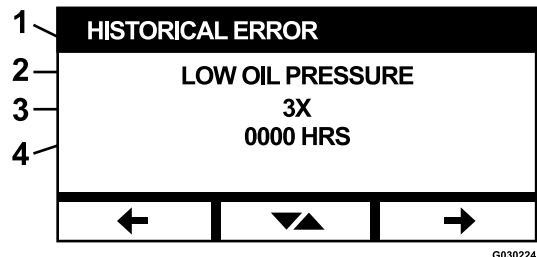 1
HISTORICAL ERROR
2
LOW OIL PRESSURE
3
3X
4
0000 HRS
G030224